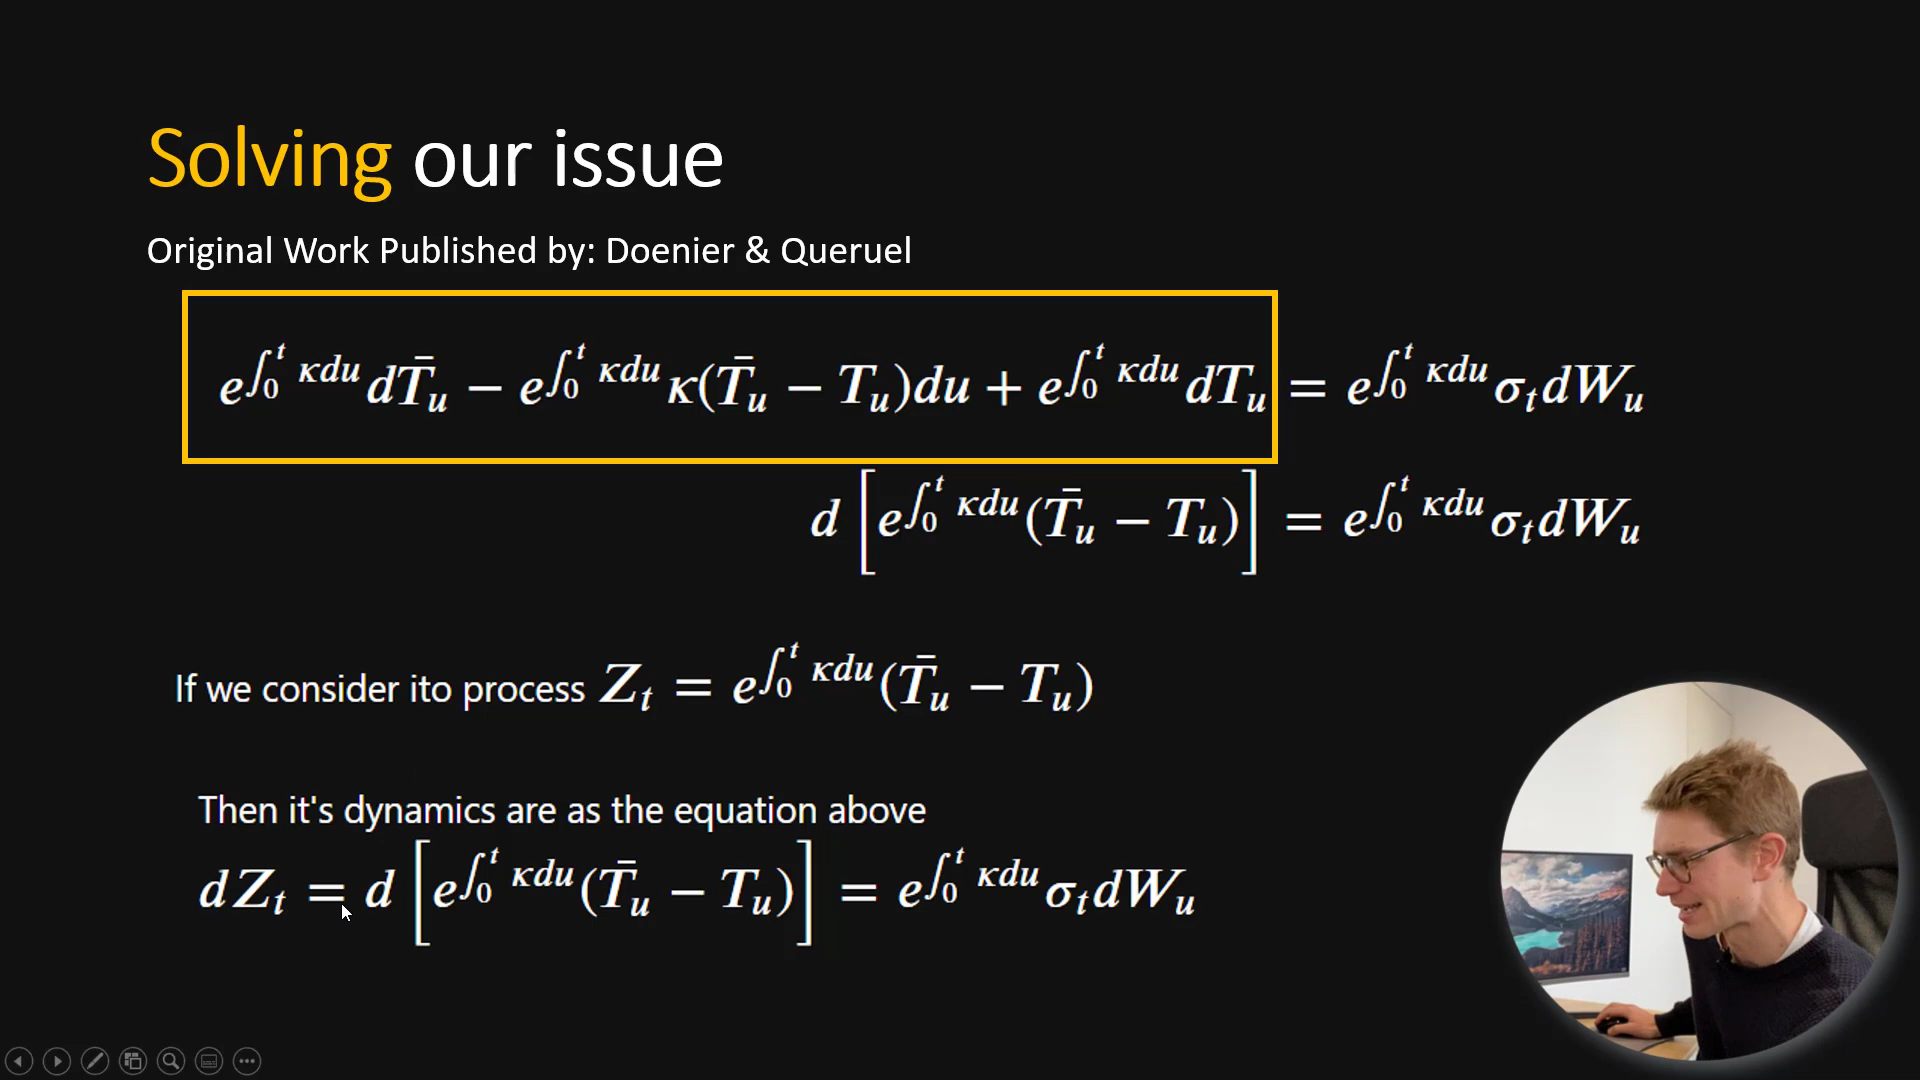 Solving our issue
Original Work Published by: Doenier & Queruel
e^{∫_0^t κdu} dT̄_u − e^{∫_0^t κdu} κ(T̄_u − T_u)du + e^{∫_0^t κdu} dT_u = e^{∫_0^t κdu} σ_t dW_u
d [e^{∫_0^t κdu} (T̄_u − T_u)] = e^{∫_0^t κdu} σ_t dW_u
If we consider ito process Z_t = e^{∫_0^t κdu} (T̄_u − T_u)
Then it's dynamics are as the equation above
dZ_t = d [e^{∫_0^t κdu} (T̄_u − T_u)] = e^{∫_0^t κdu} σ_t dW_u